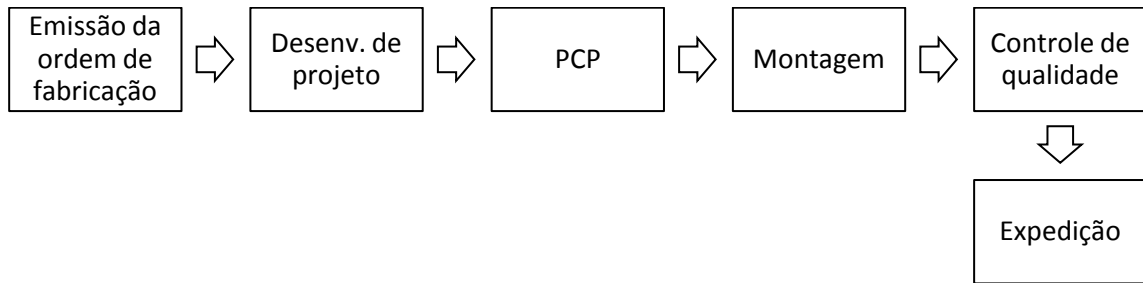 Emissão da
ordem de
fabricação
Desenv. de
projeto
PCP
Montagem
Controle de
qualidade
Expedição